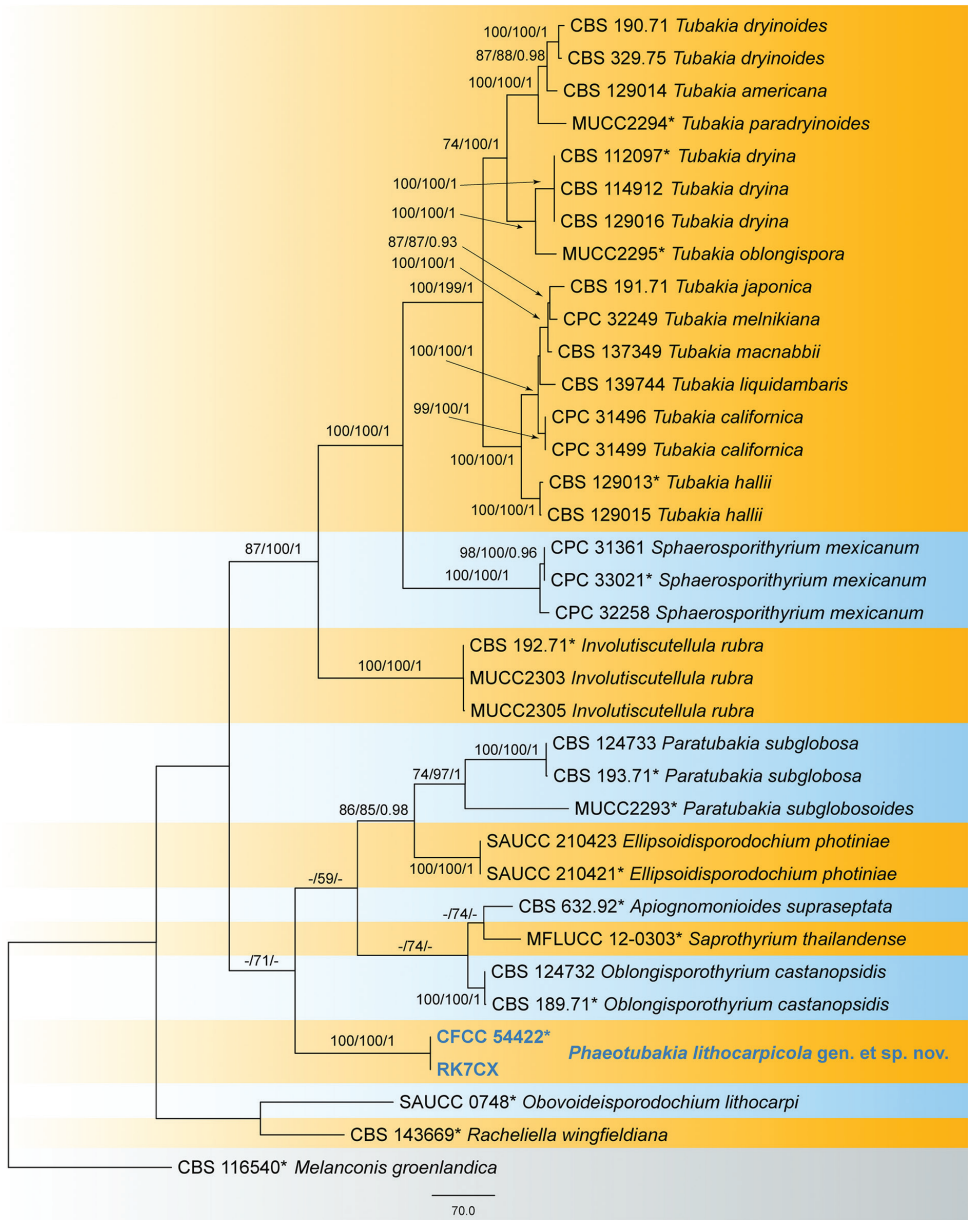 100/100/1
CBS 190.71 Tubakia dryinoides
87/88/0.98
CBS 329.75 Tubakia dryinoides
100/100/1
CBS 129014 Tubakia americana
MUCC2294* Tubakia paradryinoides
74/100/1
CBS 112097* Tubakia dryina
100/100/1
CBS 114912 Tubakia dryina
100/100/1
CBS 129016 Tubakia dryina
87/87/0.93
MUCC2295* Tubakia oblongispora
100/100/1
100/199/1
CBS 191.71 Tubakia japonica
CPC 32249 Tubakia melnikiana
100/100/1
CBS 137349 Tubakia macnabbii
CBS 139744 Tubakia liquidambaris
99/100/1
CPC 31496 Tubakia californica
100/100/1
CPC 31499 Tubakia californica
100/100/1
CBS 129013* Tubakia hallii
100/100/1
CBS 129015 Tubakia hallii
87/100/1
98/100/0.96
CPC 31361 Sphaerosporithyrium mexicanum
100/100/1
CPC 33021* Sphaerosporithyrium mexicanum
CPC 32258 Sphaerosporithyrium mexicanum
CBS 192.71* Involutiscutellula rubra
100/100/1
MUCC2303 Involutiscutellula rubra
MUCC2305 Involutiscutellula rubra
100/100/1
CBS 124733 Paratubakia subglobosa
74/97/1
CBS 193.71* Paratubakia subglobosa
86/85/0.98
MUCC2293* Paratubakia subglobosoides
SAUCC 210423 Ellipsoidisporodochium photiniae
100/100/1
SAUCC 210421* Ellipsoidisporodochium photiniae
-/59/-
-/74/-
CBS 632.92* Apiognomonioides supraseptata
-/74/-
MFLUCC 12-0303* Saprothyrium thailandense
-/71/-
CBS 124732 Oblongisporothyrium castanopsidis
100/100/1
CBS 189.71* Oblongisporothyrium castanopsidis
100/100/1
CFCC 54422*
Phaeotubakia lithocarpicola gen. et sp. nov.
RK7CX
SAUCC 0748* Obovoideisporodochium lithocarpi
CBS 143669* Racheliella wingfieldiana
CBS 116540* Melanconis groenlandica
70.0